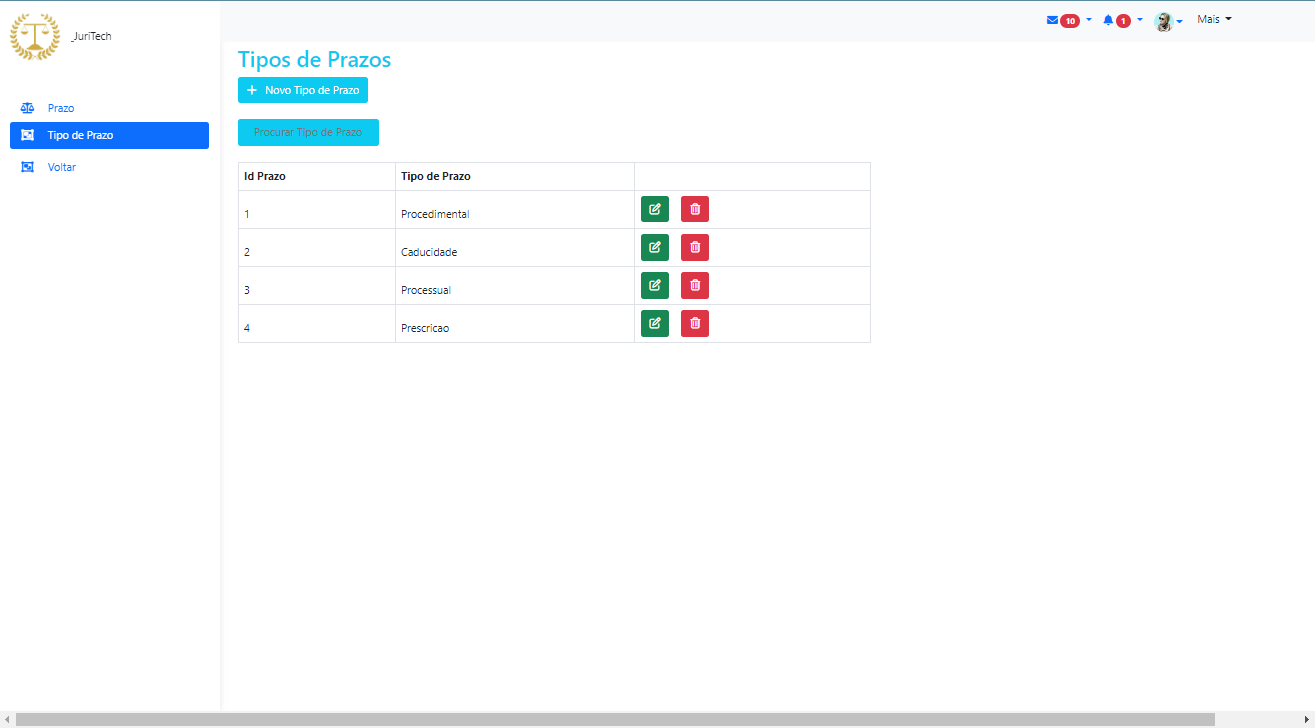 _JuriTech
10
1
Mais
Prazo
Tipo de Prazo
Voltar
Tipos de Prazos
+ Novo Tipo de Prazo
Procurar Tipo de Prazo
Id Prazo Tipo de Prazo
1 Procedimental
2 Caducidade
3 Processual
4 Prescricao